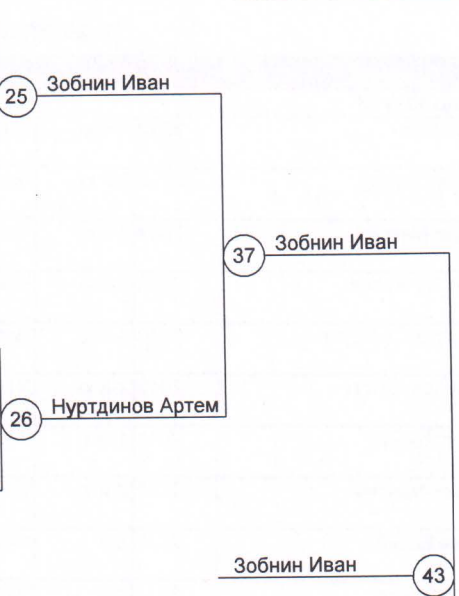 25 Зобнин Иван
37 Зобнин Иван
26 Нуртдинов Артем
Зобнин Иван 43